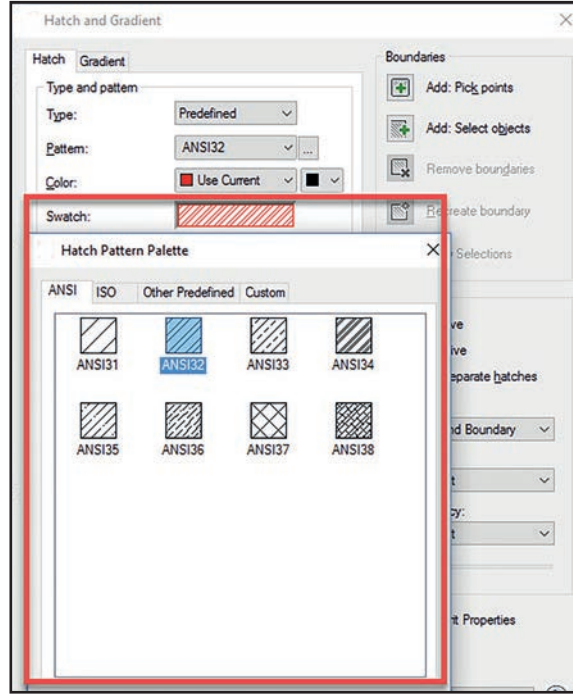 Hatch and Gradient
Hatch Gradient
Type and pattern
Type: Predefined
Pattern: ANSI32 ...
Color: Use Current
Swatch:
Boundaries
Add: Pick points
Add: Select objects
Remove boundaries
Recreate boundary
Selections
Hatch Pattern Palette
ANSI ISO Other Predefined Custom
ANSI31 ANSI32 ANSI33 ANSI34
ANSI35 ANSI36 ANSI37 ANSI38
ve
ive
eparate hatches
nd Boundary
t
cy:
t
it Properties